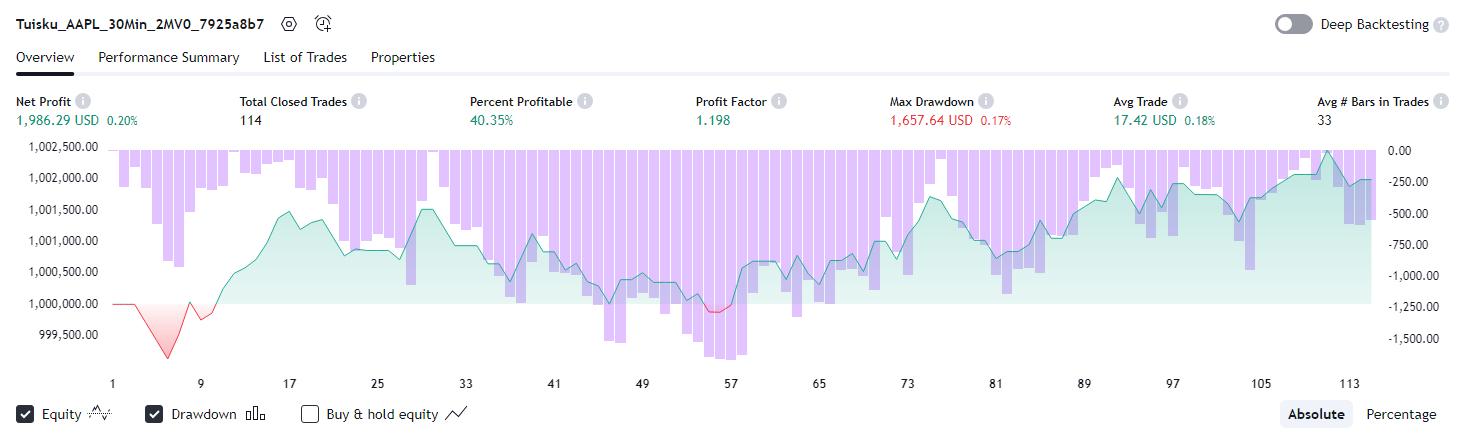 Tuisku_AAPL_30Min_2MV0_7925a8b7
Deep Backtesting ?
Overview Performance Summary List of Trades Properties
Net Profit i Total Closed Trades i Percent Profitable i Profit Factor i Max Drawdown i Avg Trade i Avg # Bars in Trades i
1,986.29 USD 0.20% 114 40.35% 1.198 1,657.64 USD 0.17% 17.42 USD 0.18% 33
1,002,500.00 0.00
1,002,000.00 -250.00
1,001,500.00 -500.00
1,001,000.00 -750.00
1,000,500.00 -1,000.00
1,000,000.00 -1,250.00
999,500.00 -1,500.00
1 9 17 25 33 41 49 57 65 73 81 89 97 105 113
Equity Drawdown Buy & hold equity Absolute Percentage